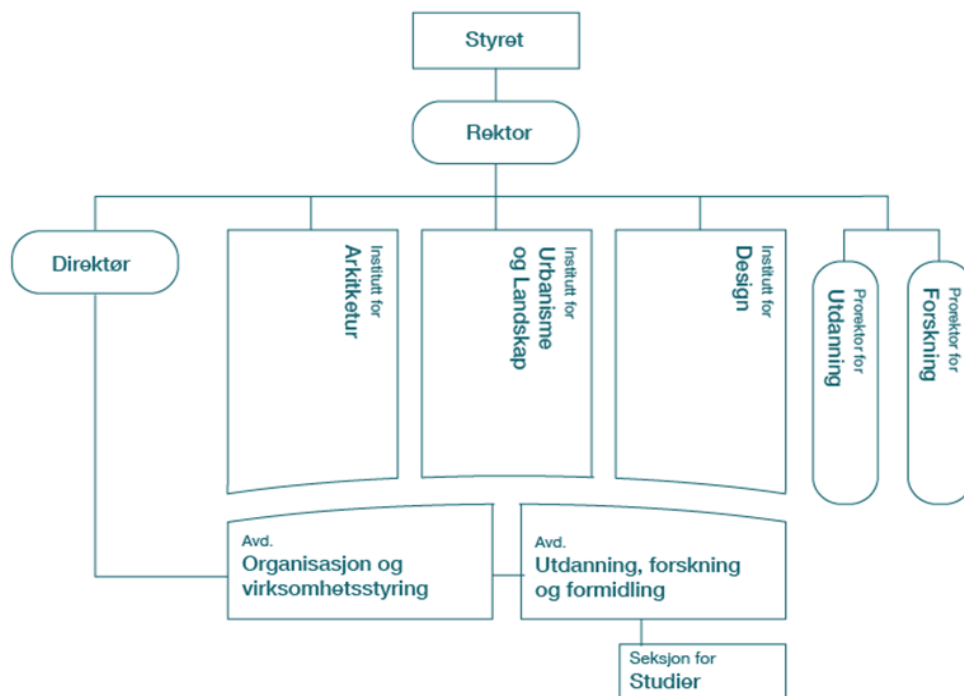 Styret
Rektor
Direktør
Institutt for
Arkitketur
Institutt for
Urbanisme
og Landskap
Institutt for
Design
Prorektor for
Utdanning
Prorektor for
Forskning
Avd.
Organisasjon og
virksomhetsstyring
Avd.
Utdanning, forskning
og formidling
Seksjon for
Studier